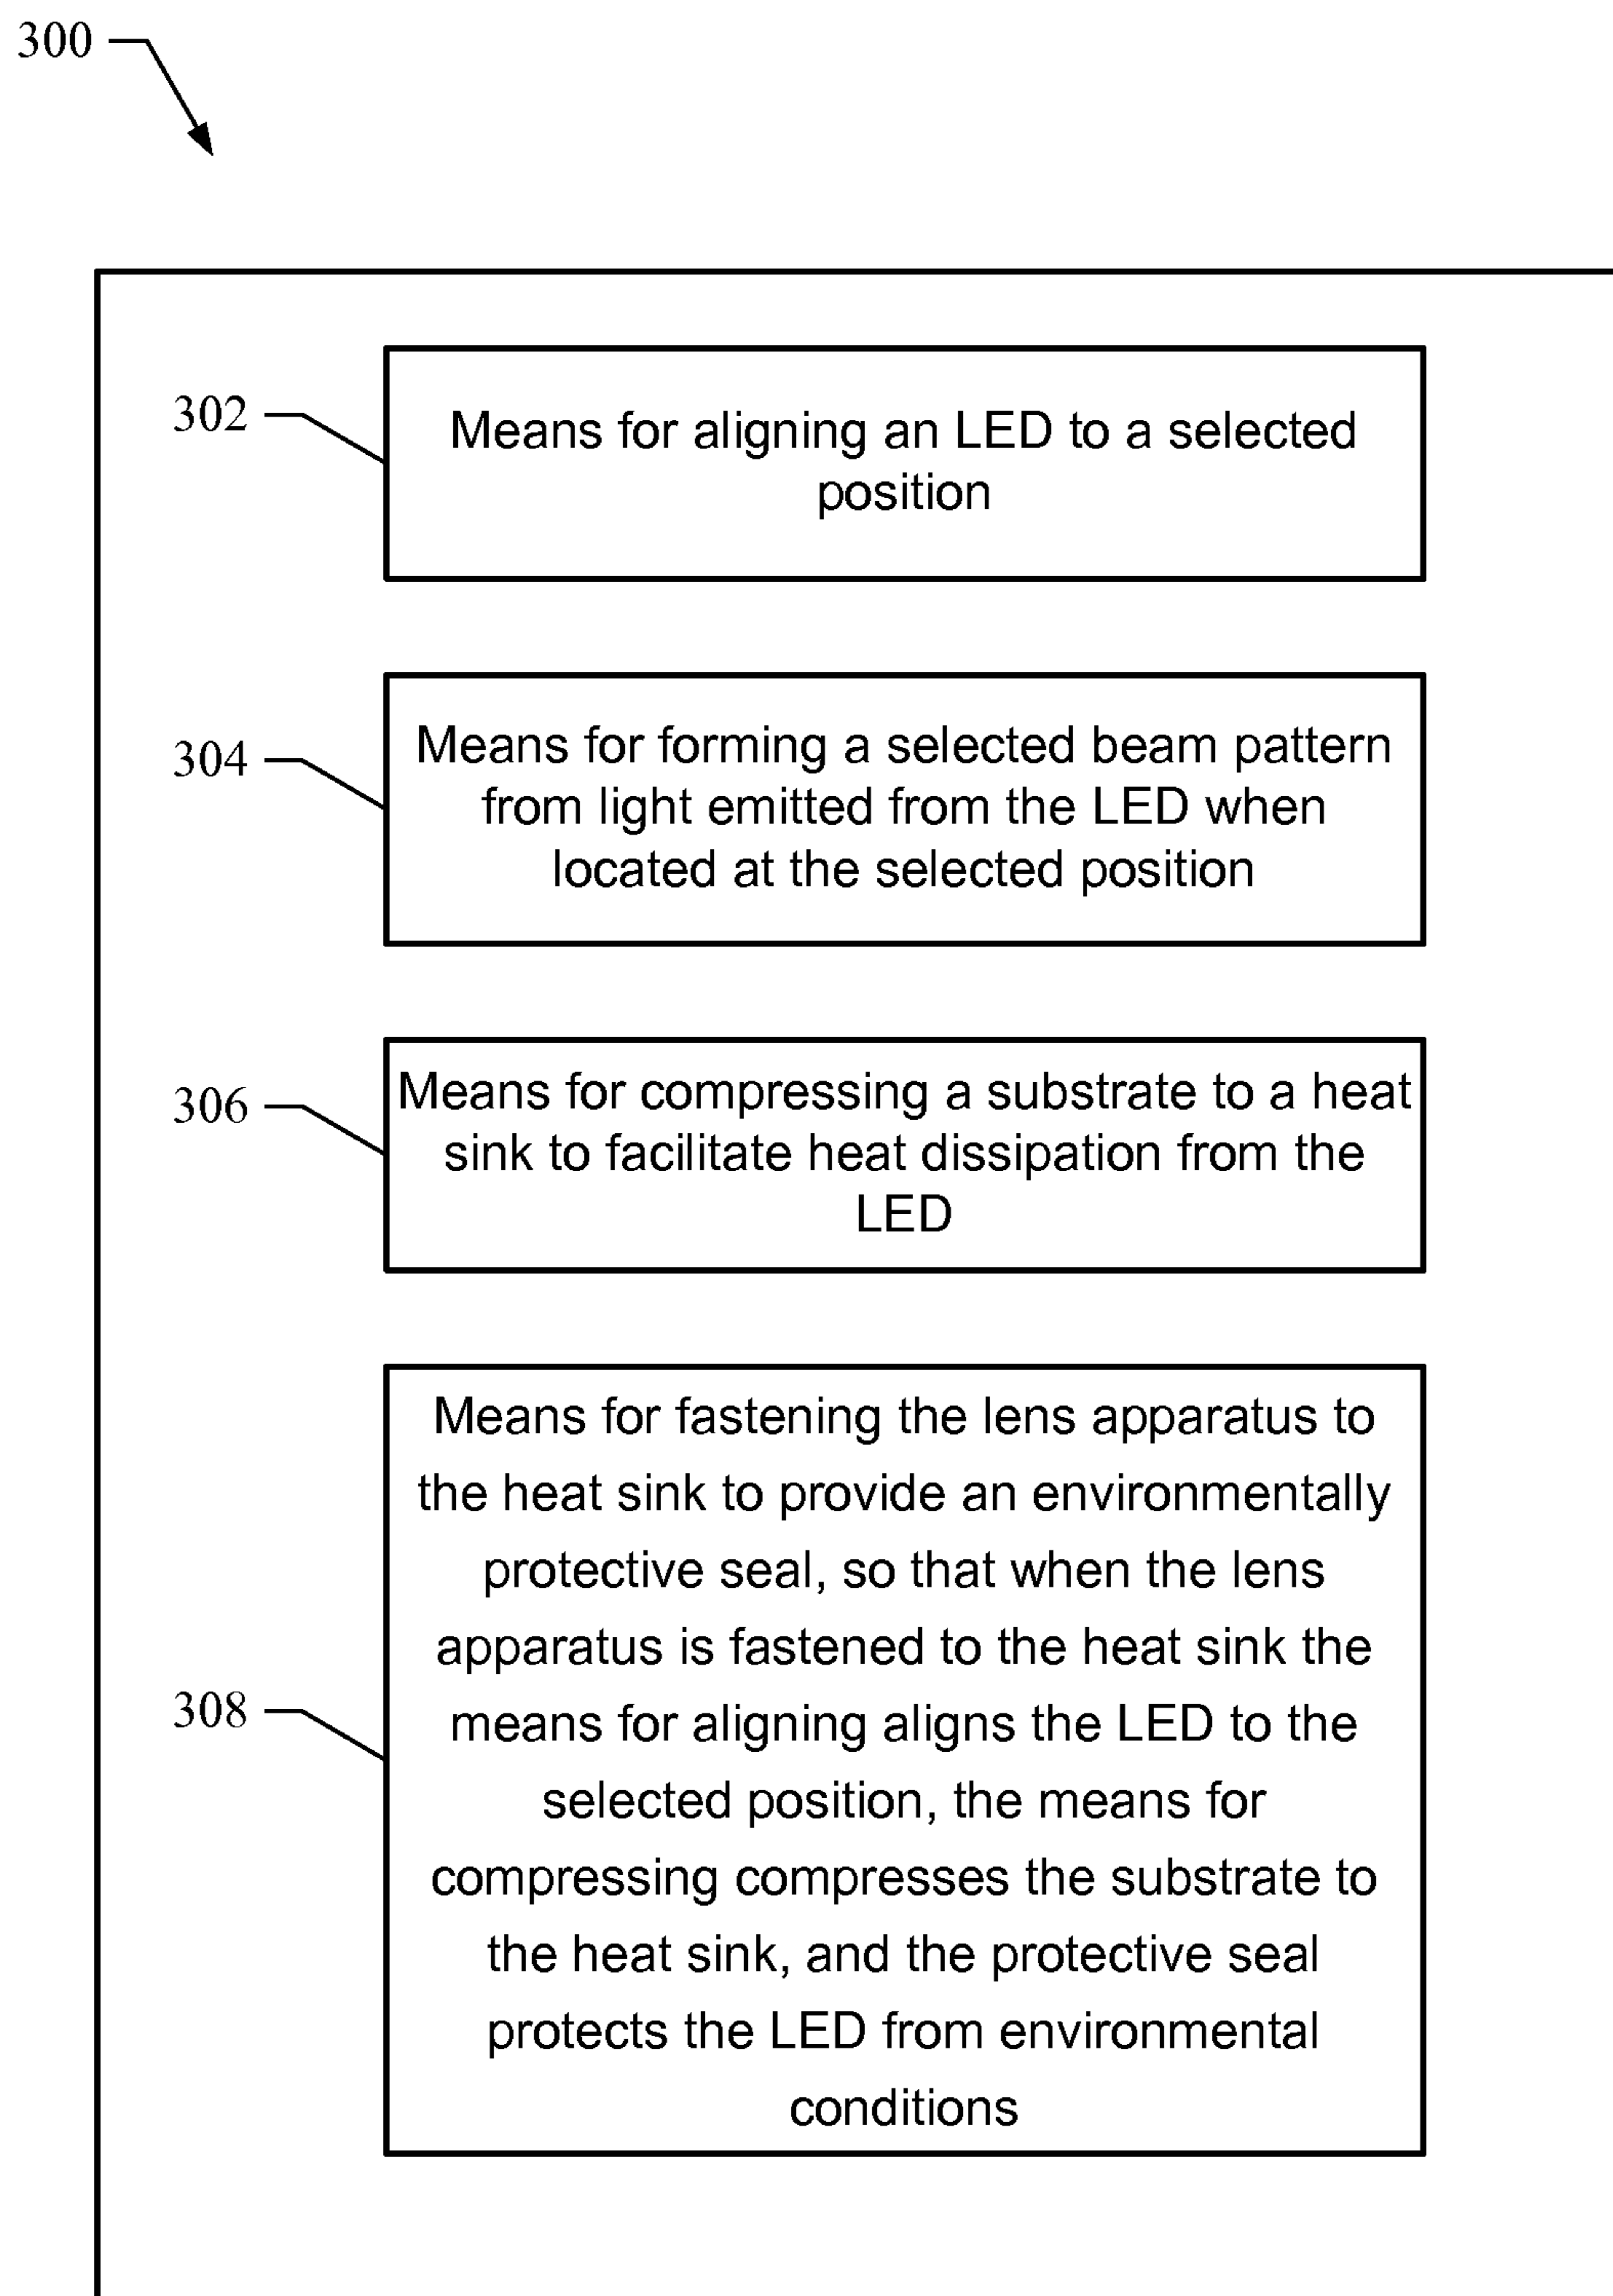 300
302
Means for aligning an LED to a selected
position
304
Means for forming a selected beam pattern
from light emitted from the LED when
located at the selected position
306
Means for compressing a substrate to a heat
sink to facilitate heat dissipation from the
LED
308
Means for fastening the lens apparatus to
the heat sink to provide an environmentally
protective seal, so that when the lens
apparatus is fastened to the heat sink the
means for aligning aligns the LED to the
selected position, the means for
compressing compresses the substrate to
the heat sink, and the protective seal
protects the LED from environmental
conditions